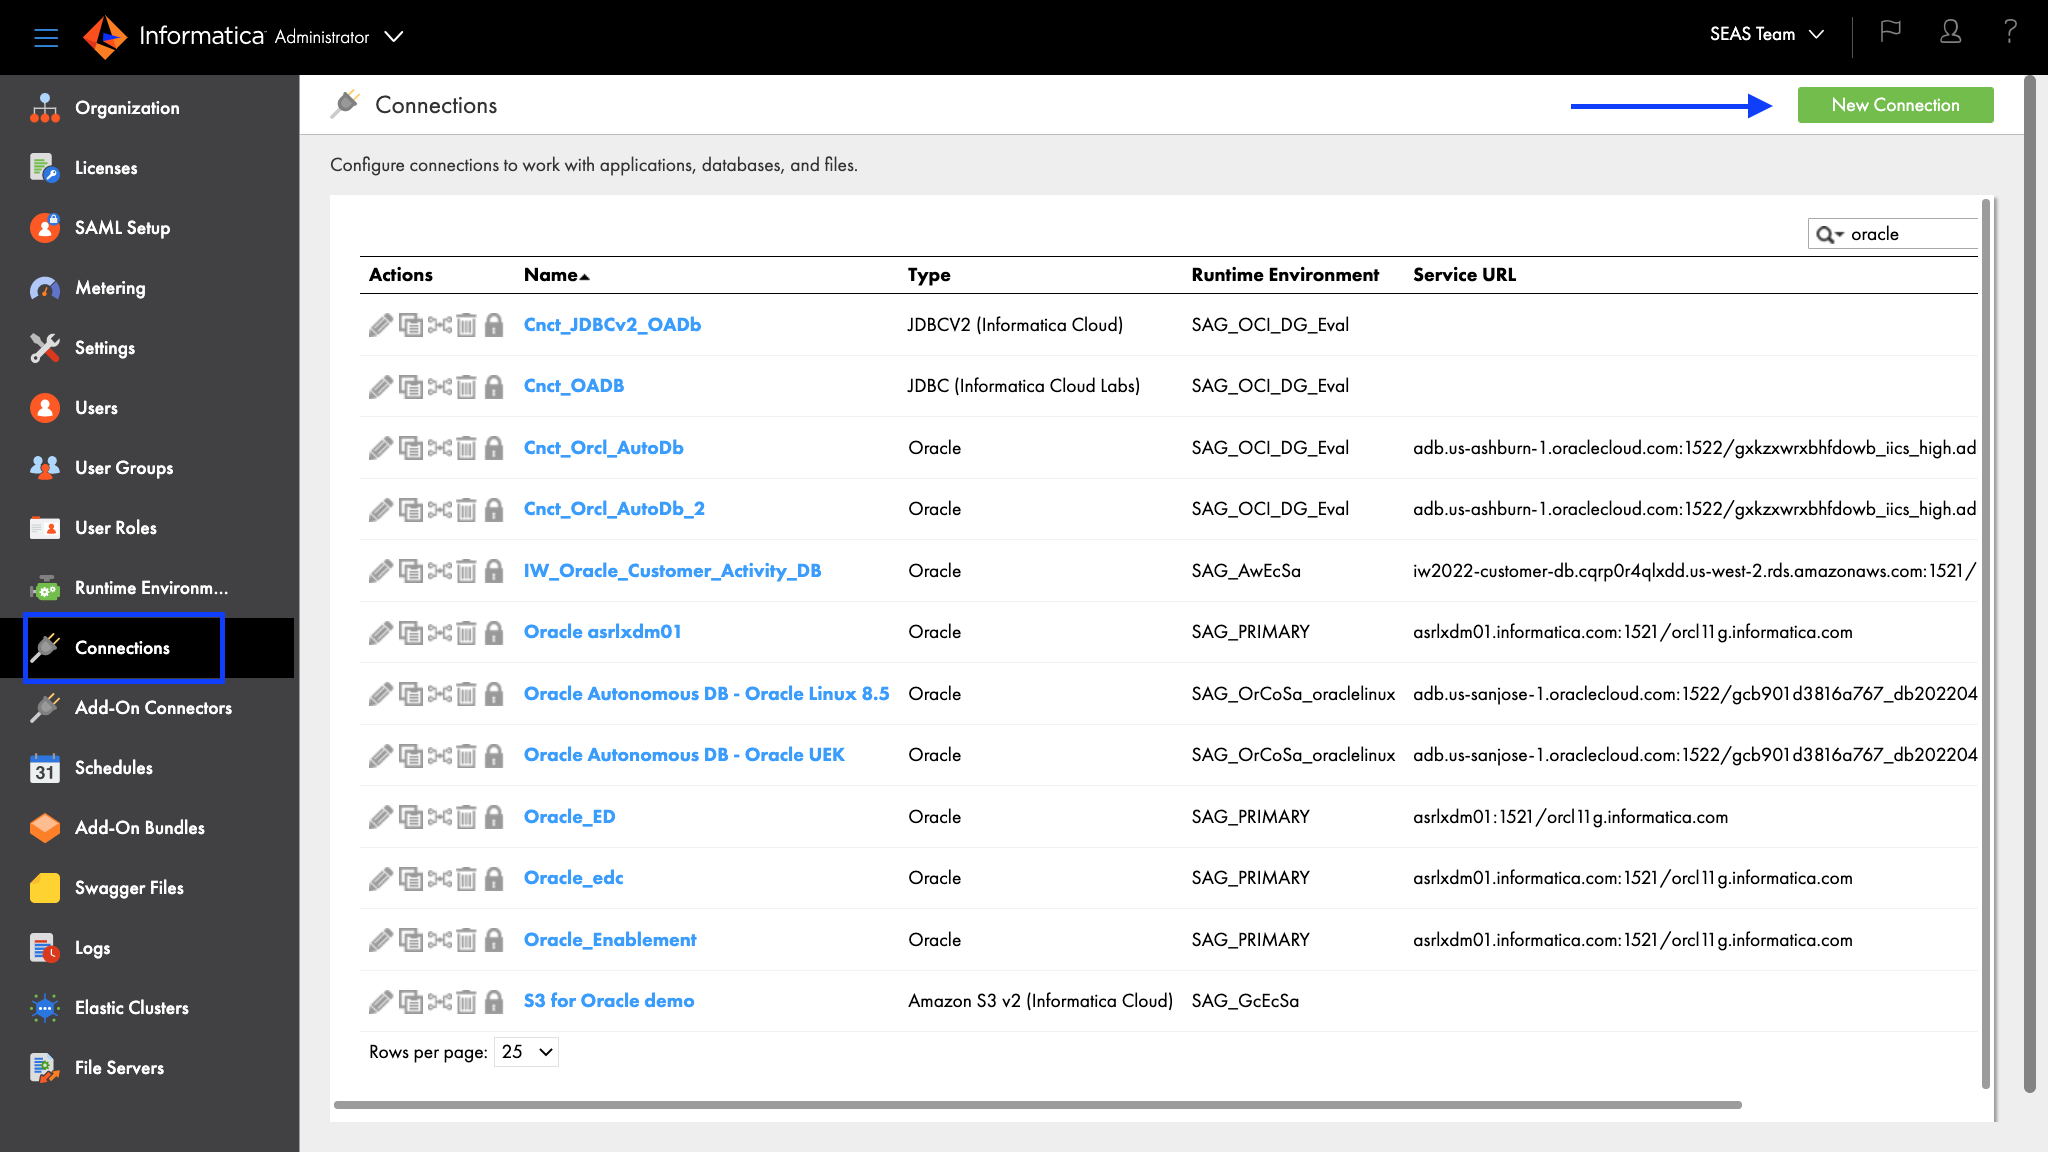 Informatica Administrator
SEAS Team
?
Organization
Licenses
SAML Setup
Metering
Settings
Users
User Groups
User Roles
Runtime Environm...
Connections
Add-On Connectors
31
Schedules
Add-On Bundles
Swagger Files
Logs
Elastic Clusters
File Servers
Connections
New Connection
Configure connections to work with applications, databases, and files.
oracle
Actions Name Type Runtime Environment Service URL
Cnct_JDBCv2_OADb JDBCV2 (Informatica Cloud) SAG_OCI_DG_Eval
Cnct_OADB JDBC (Informatica Cloud Labs) SAG_OCI_DG_Eval
Cnct_Orcl_AutoDb Oracle SAG_OCI_DG_Eval adb.us-ashburn-1.oraclecloud.com:1522/gxkzxwrxbhfdowb_iics_high.ad
Cnct_Orcl_AutoDb_2 Oracle SAG_OCI_DG_Eval adb.us-ashburn-1.oraclecloud.com:1522/gxkzxwrxbhfdowb_iics_high.ad
IW_Oracle_Customer_Activity_DB Oracle SAG_AwEcSa iw2022-customer-db.cqrp0r4qlxdd.us-west-2.rds.amazonaws.com:1521/
Oracle asrlxdm01 Oracle SAG_PRIMARY asrlxdm01.informatica.com:1521/orcl11g.informatica.com
Oracle Autonomous DB - Oracle Linux 8.5 Oracle SAG_OrCoSa_oraclelinux adb.us-sanjose-1.oraclecloud.com:1522/gcb901d3816a767_db202204
Oracle Autonomous DB - Oracle UEK Oracle SAG_OrCoSa_oraclelinux adb.us-sanjose-1.oraclecloud.com:1522/gcb901d3816a767_db202204
Oracle_ED Oracle SAG_PRIMARY asrlxdm01:1521/orcl11g.informatica.com
Oracle_edc Oracle SAG_PRIMARY asrlxdm01.informatica.com:1521/orcl11g.informatica.com
Oracle_Enablement Oracle SAG_PRIMARY asrlxdm01.informatica.com:1521/orcl11g.informatica.com
S3 for Oracle demo Amazon S3 v2 (Informatica Cloud) SAG_GcEcSa
Rows per page: 25